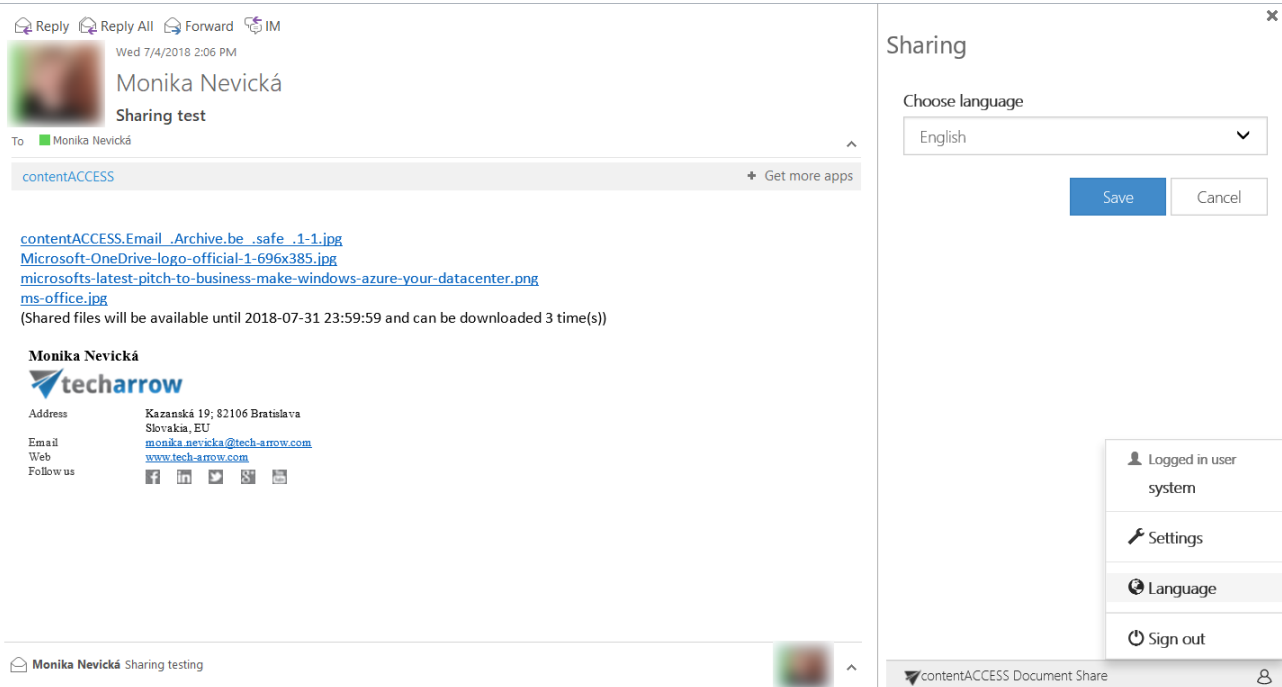 Reply Reply All Forward IM
Wed 7/4/2018 2:06 PM
Monika Nevická
Sharing test
To Monika Nevická
contentACCESS + Get more apps
contentACCESS.Email_.Archive.be_.safe_.1-1.jpg
Microsoft-OneDrive-logo-official-1-696x385.jpg
microsofts-latest-pitch-to-business-make-windows-azure-your-datacenter.png
ms-office.jpg
(Shared files will be available until 2018-07-31 23:59:59 and can be downloaded 3 time(s))
Monika Nevická
techarrow
Address Kazanská 19; 82106 Bratislava
Slovakia, EU
Email monika.nevicka@tech-arrow.com
Web www.tech-arrow.com
Follow us
Monika Nevická Sharing testing
Sharing
Choose language
English
Save Cancel
Logged in user
system
Settings
Language
Sign out
contentACCESS Document Share